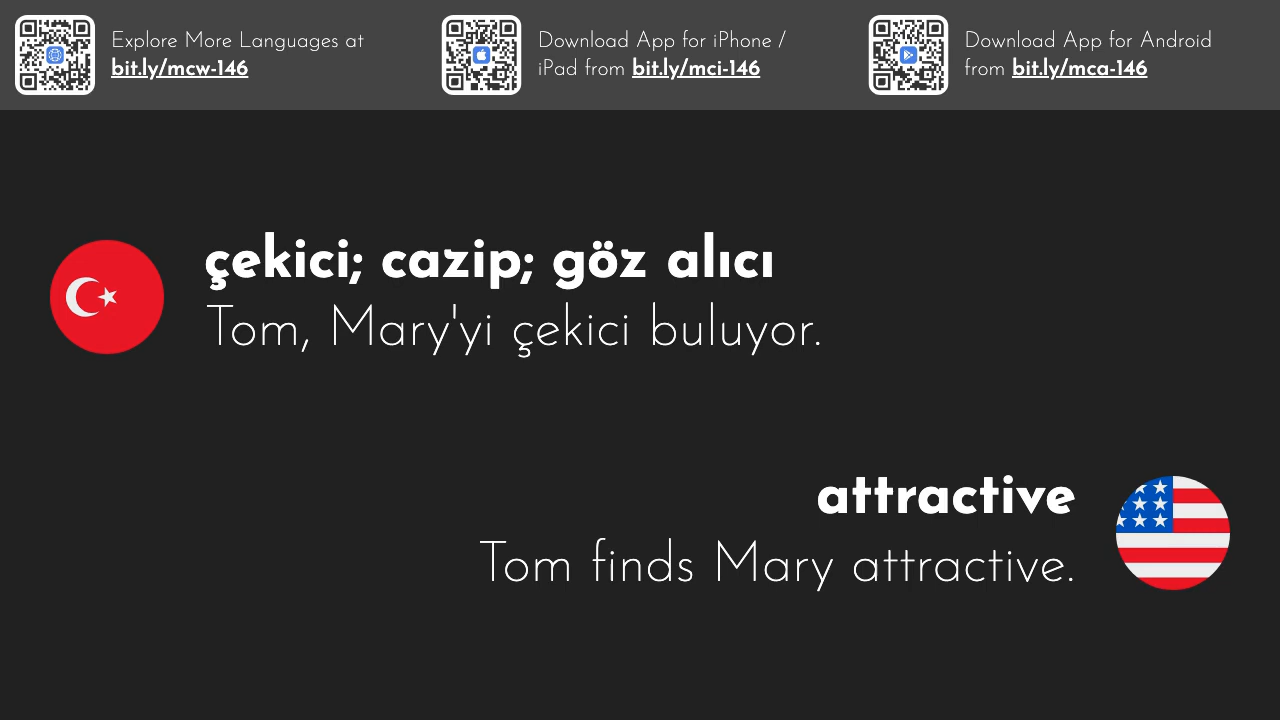 Explore More Languages at
bit.ly/mcw-146
Download App for iPhone /
iPad from bit.ly/mci-146
Download App for Android
from bit.ly/mca-146
çekici; cazip; göz alıcı
Tom, Mary'yi çekici buluyor.
attractive
Tom finds Mary attractive.